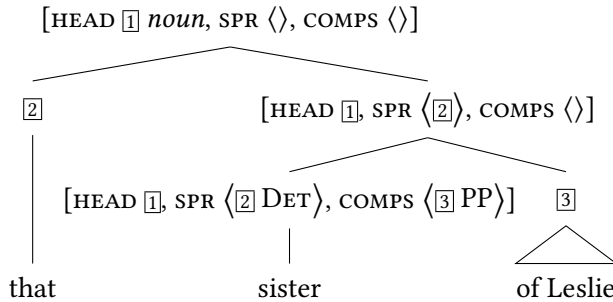 [HEAD 1 noun, SPR ⟨⟩, COMPS ⟨⟩]
2 [HEAD 1, SPR ⟨2⟩, COMPS ⟨⟩]
[HEAD 1, SPR ⟨2 DET⟩, COMPS ⟨3 PP⟩] 3
that sister of Leslie